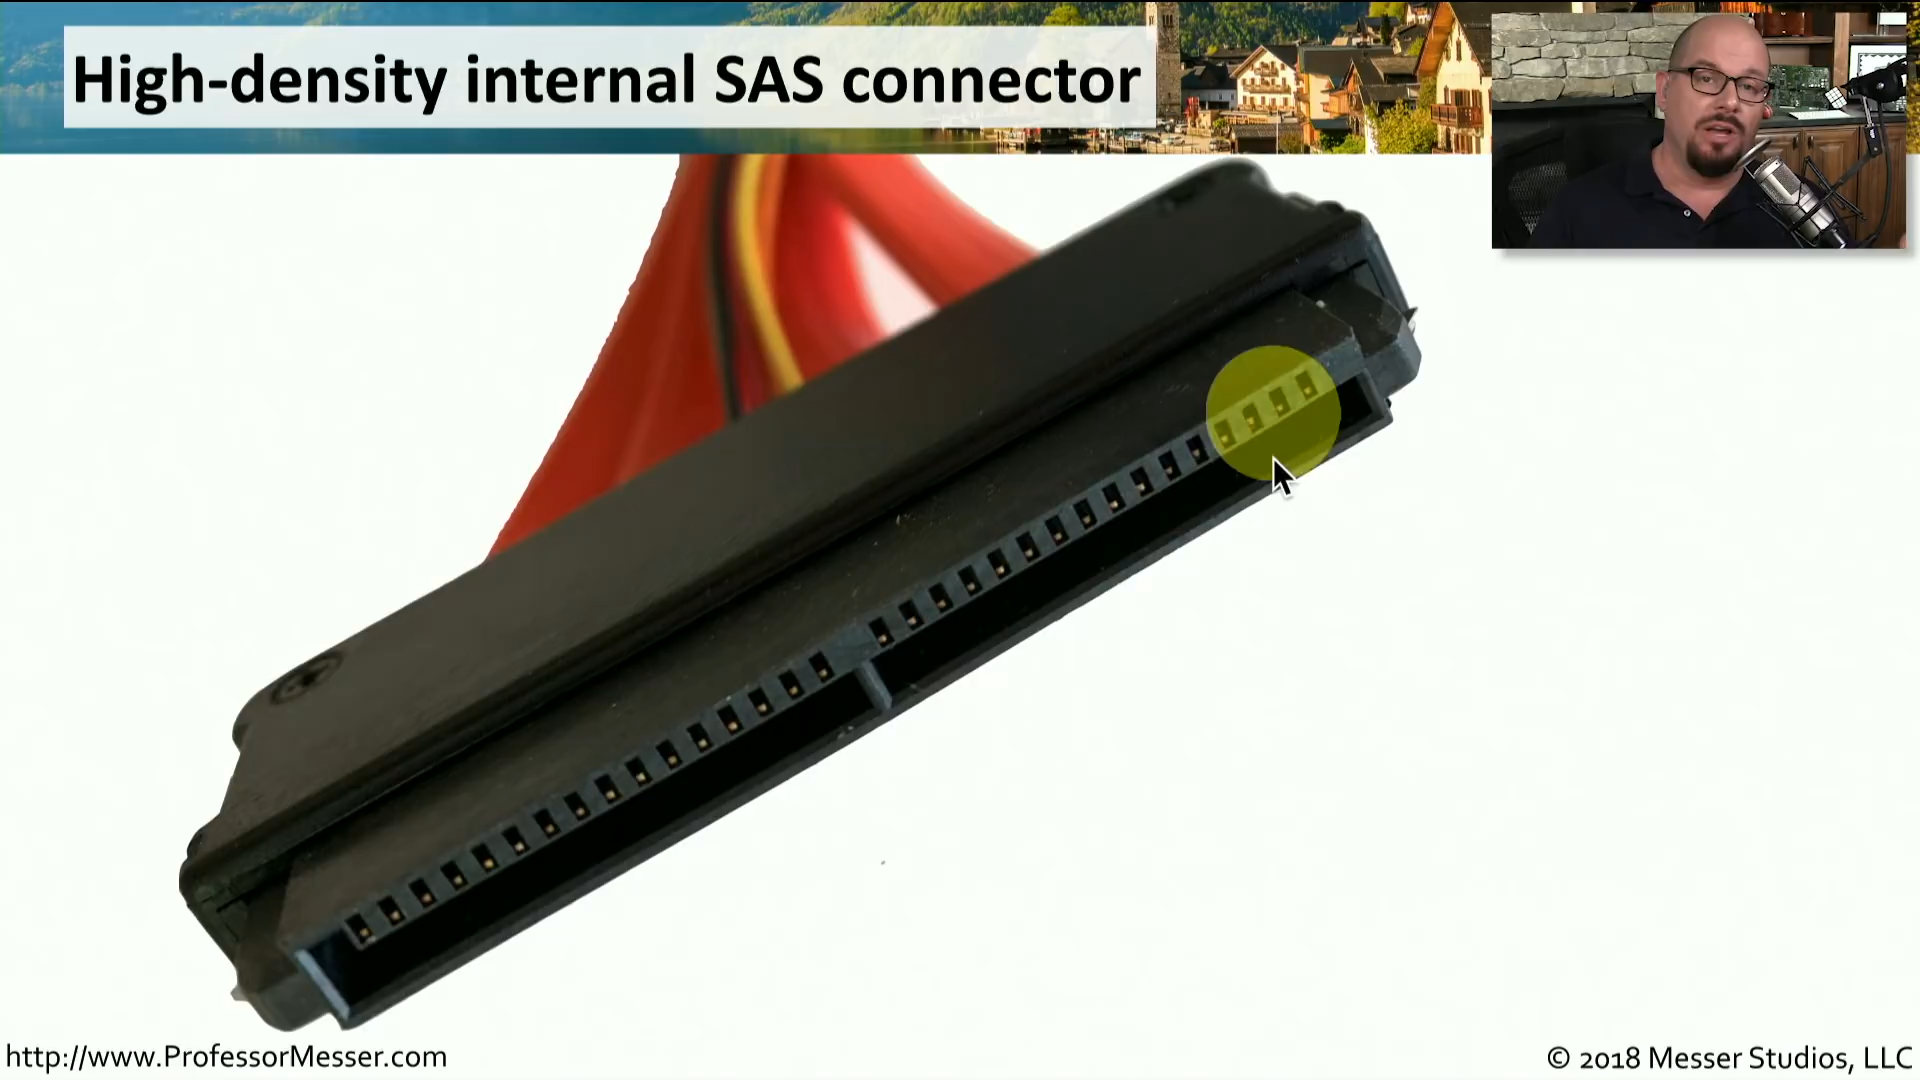 High-density internal SAS connector
http://www.ProfessorMesser.com
© 2018 Messer Studios, LLC